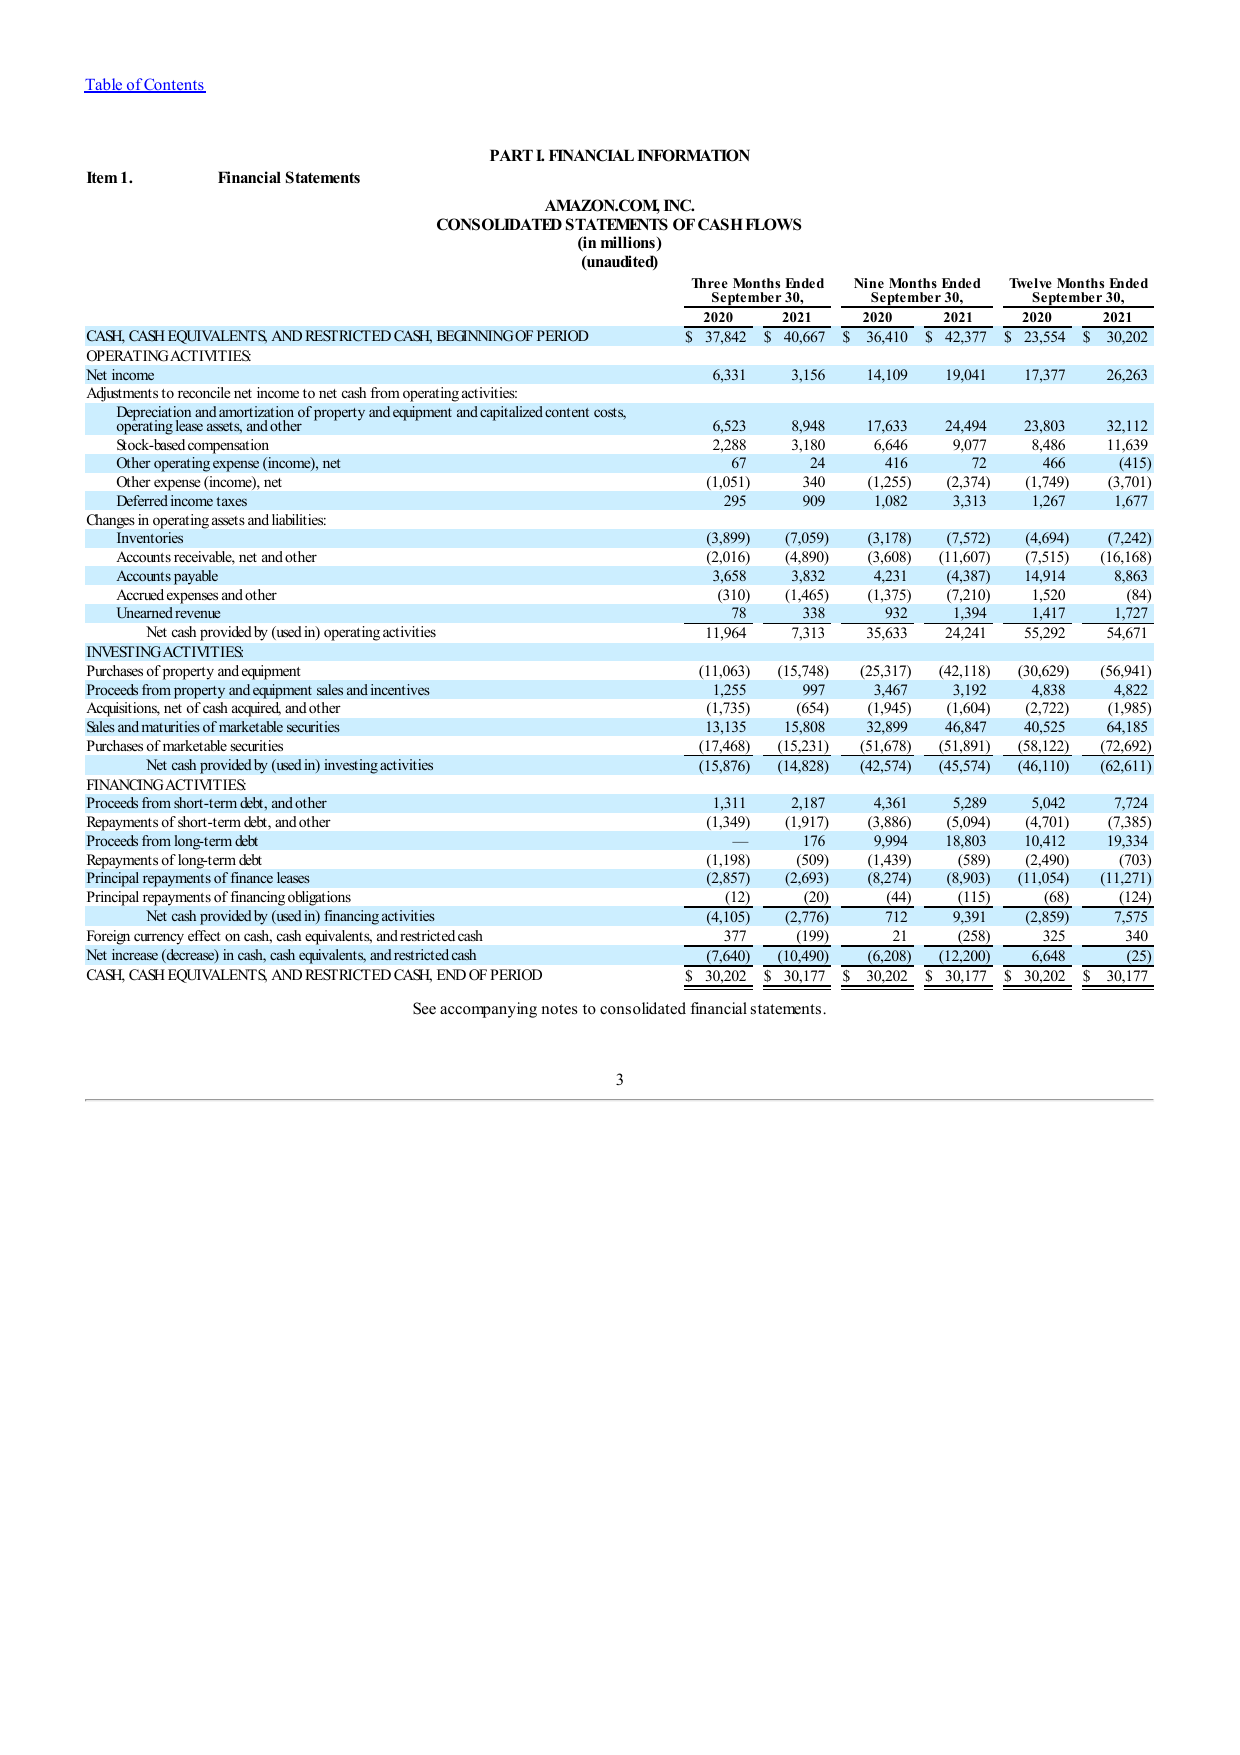 Table of Contents
PART I. FINANCIAL INFORMATION
Item 1. Financial Statements
AMAZON.COM, INC.
CONSOLIDATED STATEMENTS OF CASH FLOWS
(in millions)
(unaudited)
Three Months Ended Nine Months Ended Twelve Months Ended
September 30, September 30, September 30,
2020 2021 2020 2021 2020 2021
CASH, CASH EQUIVALENTS, AND RESTRICTED CASH, BEGINNING OF PERIOD $ 37,842 $ 40,667 $ 36,410 $ 42,377 $ 23,554 $ 30,202
OPERATING ACTIVITIES:
Net income 6,331 3,156 14,109 19,041 17,377 26,263
Adjustments to reconcile net income to net cash from operating activities:
Depreciation and amortization of property and equipment and capitalized content costs,
operating lease assets, and other 6,523 8,948 17,633 24,494 23,803 32,112
Stock-based compensation 2,288 3,180 6,646 9,077 8,486 11,639
Other operating expense (income), net 67 24 416 72 466 (415)
Other expense (income), net (1,051) 340 (1,255) (2,374) (1,749) (3,701)
Deferred income taxes 295 909 1,082 3,313 1,267 1,677
Changes in operating assets and liabilities:
Inventories (3,899) (7,059) (3,178) (7,572) (4,694) (7,242)
Accounts receivable, net and other (2,016) (4,890) (3,608) (11,607) (7,515) (16,168)
Accounts payable 3,658 3,832 4,231 (4,387) 14,914 8,863
Accrued expenses and other (310) (1,465) (1,375) (7,210) 1,520 (84)
Unearned revenue 78 338 932 1,394 1,417 1,727
Net cash provided by (used in) operating activities 11,964 7,313 35,633 24,241 55,292 54,671
INVESTING ACTIVITIES:
Purchases of property and equipment (11,063) (15,748) (25,317) (42,118) (30,629) (56,941)
Proceeds from property and equipment sales and incentives 1,255 997 3,467 3,192 4,838 4,822
Acquisitions, net of cash acquired, and other (1,735) (654) (1,945) (1,604) (2,722) (1,985)
Sales and maturities of marketable securities 13,135 15,808 32,899 46,847 40,525 64,185
Purchases of marketable securities (17,468) (15,231) (51,678) (51,891) (58,122) (72,692)
Net cash provided by (used in) investing activities (15,876) (14,828) (42,574) (45,574) (46,110) (62,611)
FINANCING ACTIVITIES:
Proceeds from short-term debt, and other 1,311 2,187 4,361 5,289 5,042 7,724
Repayments of short-term debt, and other (1,349) (1,917) (3,886) (5,094) (4,701) (7,385)
Proceeds from long-term debt — 176 9,994 18,803 10,412 19,334
Repayments of long-term debt (1,198) (509) (1,439) (589) (2,490) (703)
Principal repayments of finance leases (2,857) (2,693) (8,274) (8,903) (11,054) (11,271)
Principal repayments of financing obligations (12) (20) (44) (115) (68) (124)
Net cash provided by (used in) financing activities (4,105) (2,776) 712 9,391 (2,859) 7,575
Foreign currency effect on cash, cash equivalents, and restricted cash 377 (199) 21 (258) 325 340
Net increase (decrease) in cash, cash equivalents, and restricted cash (7,640) (10,490) (6,208) (12,200) 6,648 (25)
CASH, CASH EQUIVALENTS, AND RESTRICTED CASH, END OF PERIOD $ 30,202 $ 30,177 $ 30,202 $ 30,177 $ 30,202 $ 30,177
See accompanying notes to consolidated financial statements.
3